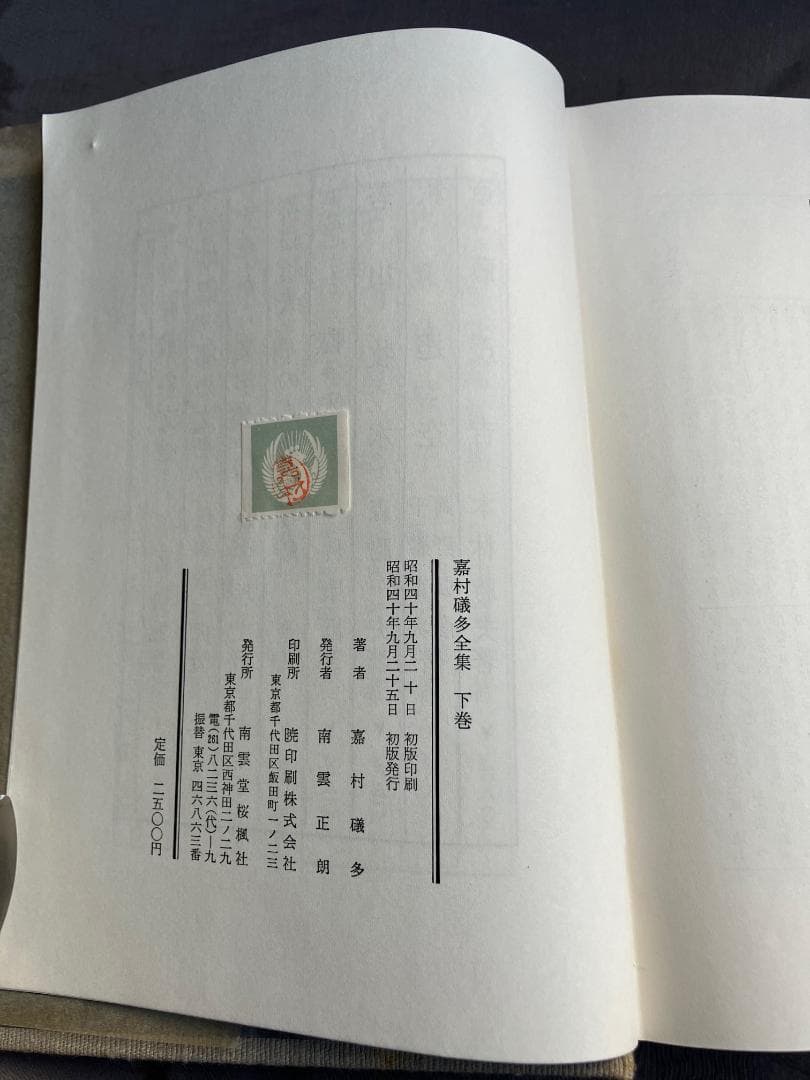 嘉村礒多全集　下巻
昭和四十年九月二十日　初版印刷
昭和四十年九月二十五日　初版発行
著者　嘉村礒多
発行者　南雲正朗
印刷所　暁印刷株式会社
東京都千代田区飯田町一ノ二三
発行所　南雲堂桜楓社
東京都千代田区西神田二ノ二九
電(261)八二三六(代)—九
振替東京四六八六三番
定価　二五〇〇円